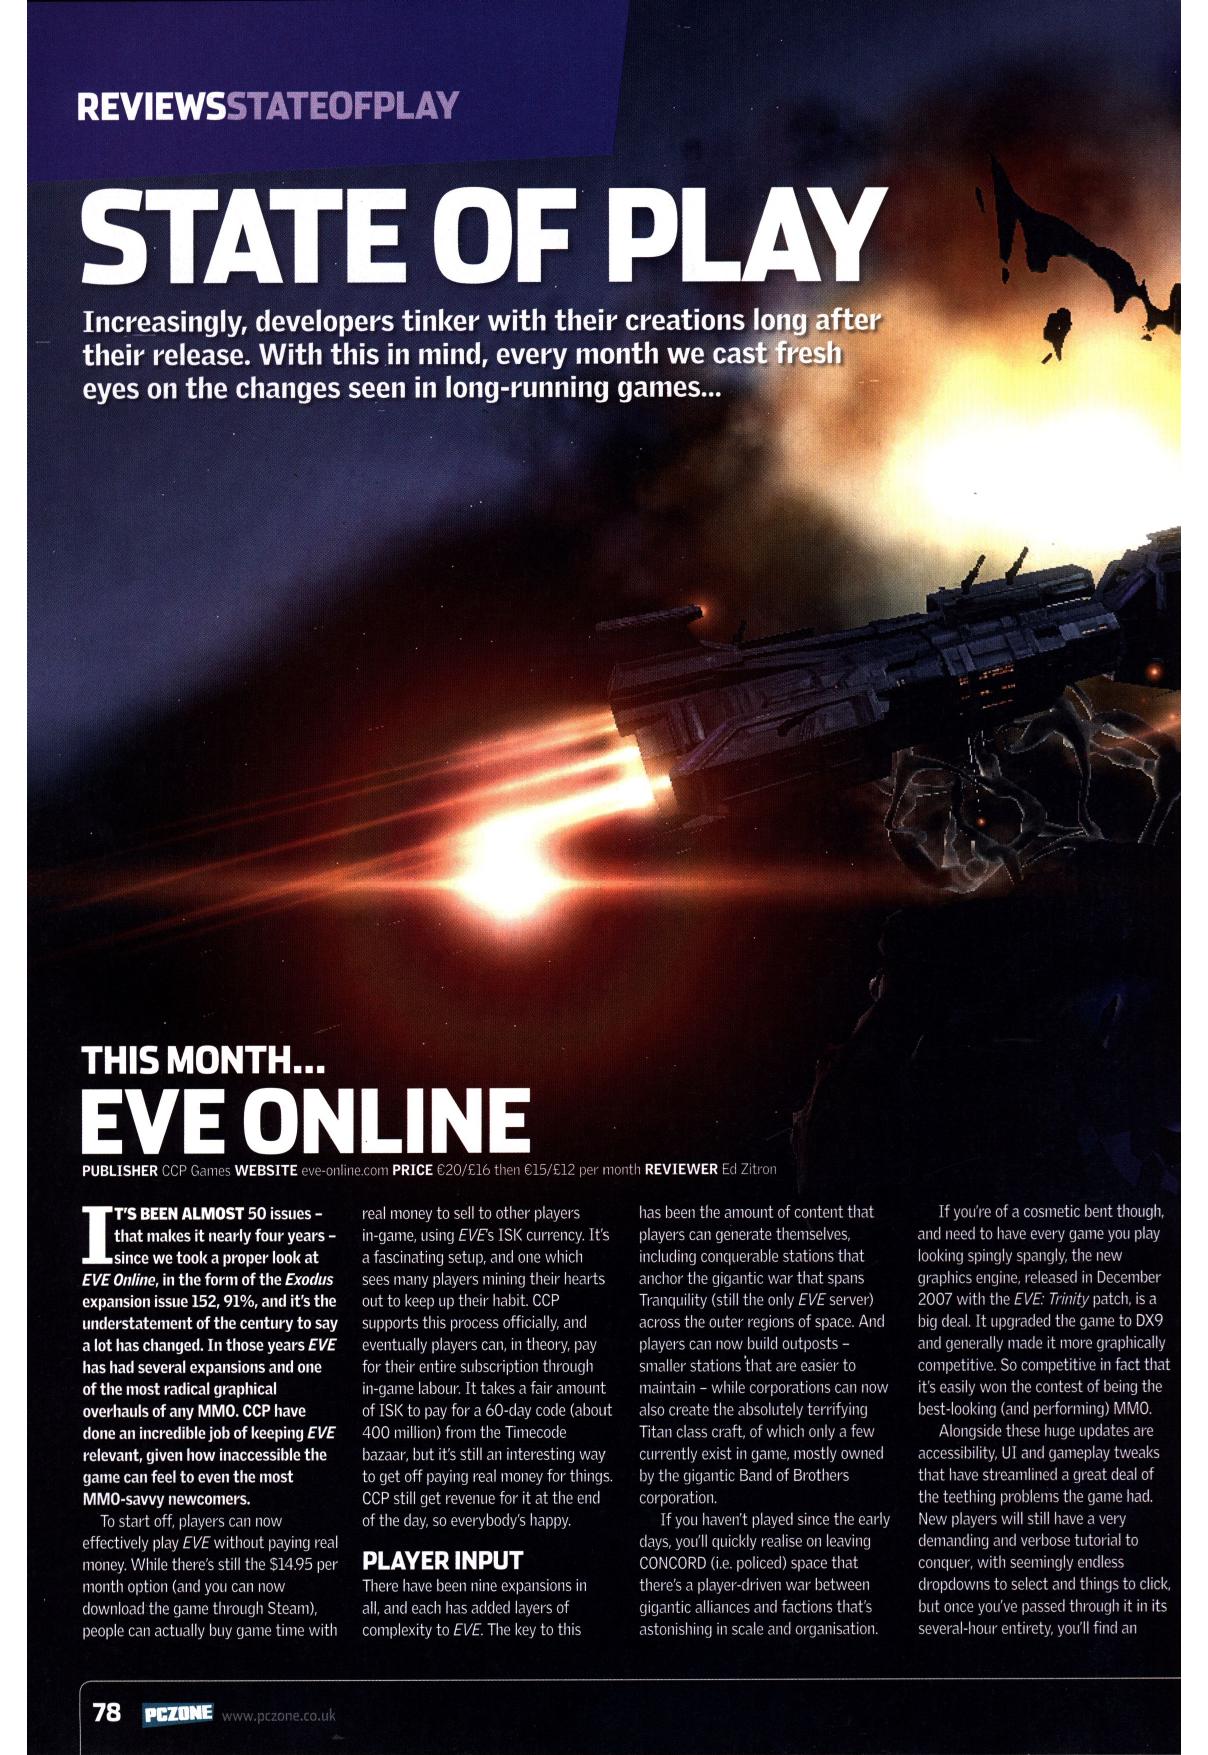 REVIEWSSTATEOFPLAY
STATE OF PLAY
Increasingly, developers tinker with their creations long after
their release. With this in mind, every month we cast fresh
eyes on the changes seen in long-running games...
THIS MONTH...
EVE ONLINE
PUBLISHER CCP Games WEBSITE eve-online.com PRICE €20/£16 then €15/£12 per month REVIEWER Ed Zitron
IT'S BEEN ALMOST 50 issues –
that makes it nearly four years –
since we took a proper look at
EVE Online, in the form of the Exodus
expansion issue 152, 91%, and it's the
understatement of the century to say
a lot has changed. In those years EVE
has had several expansions and one
of the most radical graphical
overhauls of any MMO. CCP have
done an incredible job of keeping EVE
relevant, given how inaccessible the
game can feel to even the most
MMO-savvy newcomers.
To start off, players can now
effectively play EVE without paying real
money. While there's still the $14.95 per
month option (and you can now
download the game through Steam),
people can actually buy game time with
real money to sell to other players
in-game, using EVE's ISK currency. It's
a fascinating setup, and one which
sees many players mining their hearts
out to keep up their habit. CCP
supports this process officially, and
eventually players can, in theory, pay
for their entire subscription through
in-game labour. It takes a fair amount
of ISK to pay for a 60-day code (about
400 million) from the Timecode
bazaar, but it's still an interesting way
to get off paying real money for things.
CCP still get revenue for it at the end
of the day, so everybody's happy.
PLAYER INPUT
There have been nine expansions in
all, and each has added layers of
complexity to EVE. The key to this
has been the amount of content that
players can generate themselves,
including conquerable stations that
anchor the gigantic war that spans
Tranquility (still the only EVE server)
across the outer regions of space. And
players can now build outposts –
smaller stations that are easier to
maintain – while corporations can now
also create the absolutely terrifying
Titan class craft, of which only a few
currently exist in game, mostly owned
by the gigantic Band of Brothers
corporation.
If you haven't played since the early
days, you'll quickly realise on leaving
CONCORD (i.e. policed) space that
there's a player-driven war between
gigantic alliances and factions that's
astonishing in scale and organisation.
If you're of a cosmetic bent though,
and need to have every game you play
looking spingly spangly, the new
graphics engine, released in December
2007 with the EVE: Trinity patch, is a
big deal. It upgraded the game to DX9
and generally made it more graphically
competitive. So competitive in fact that
it's easily won the contest of being the
best-looking (and performing) MMO.
Alongside these huge updates are
accessibility, UI and gameplay tweaks
that have streamlined a great deal of
the teething problems the game had.
New players will still have a very
demanding and verbose tutorial to
conquer, with seemingly endless
dropdowns to select and things to click,
but once you've passed through it in its
several-hour entirety, you'll find an
78 PCZONE www.pczone.co.uk